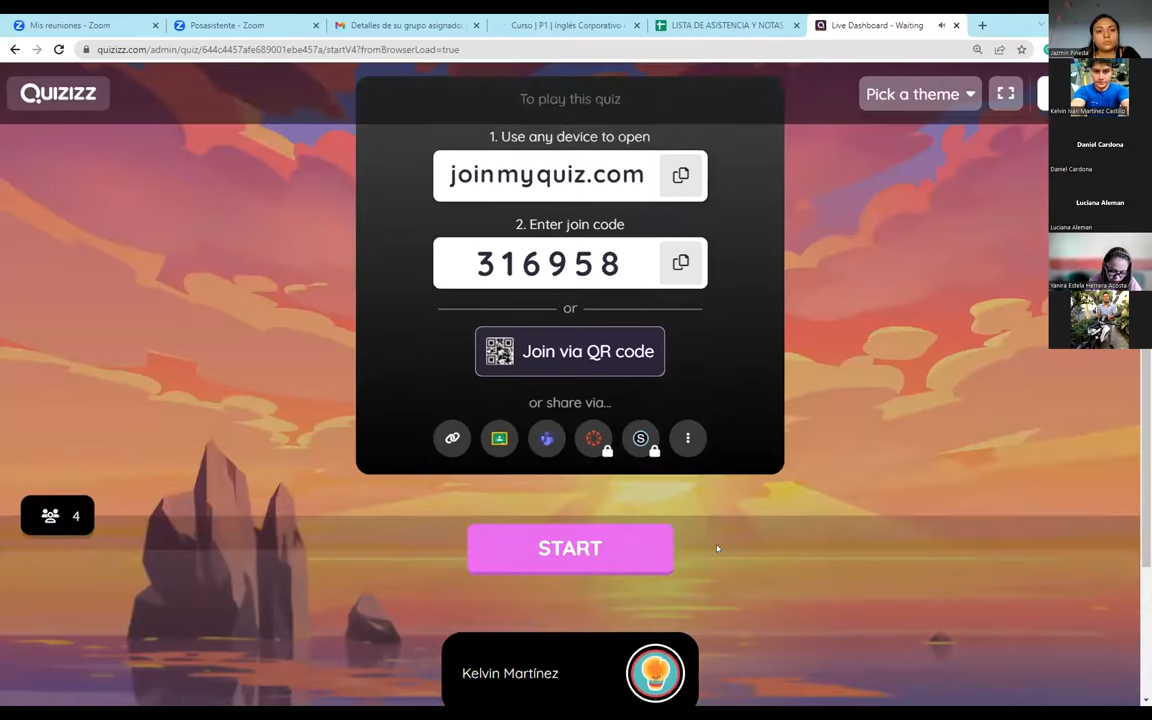 Mis reuniones - Zoom
Posasistente - Zoom
Detalles de su grupo asignado:
Curso | P1 | Inglés Corporativo
LISTA DE ASISTENCIA Y NOTAS
Live Dashboard - Waiting
quizizz.com/admin/quiz/644c4457afe689001ebe457a/startV4?fromBrowserLoad=true
Quizizz
To play this quiz
Pick a theme
1. Use any device to open
joinmyquiz.com
2. Enter join code
316958
or
Join via QR code
or share via...
4
START
Kelvin Martínez
Jazmin Pineda
Kelvin Ivan Martínez Castillo
Daniel Cardona
Daniel Cardona
Luciana Aleman
Luciana Aleman
Yanira Estela Herrera Acosta